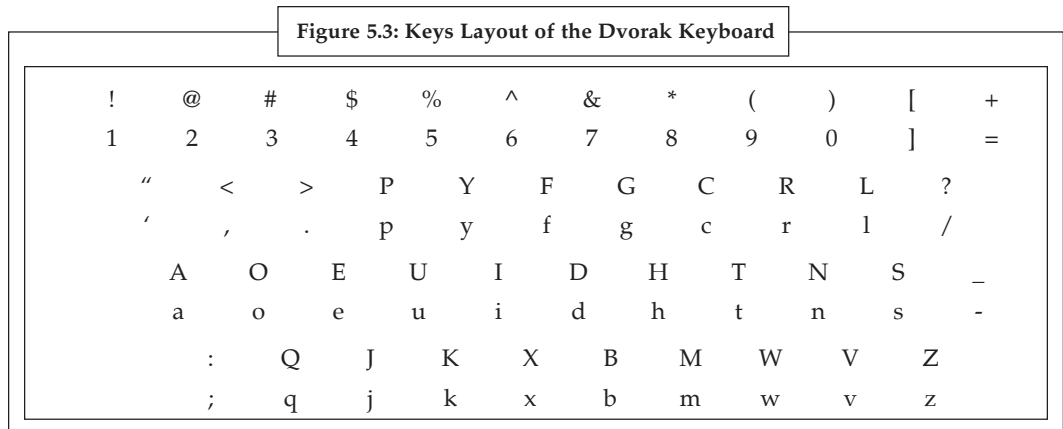 Figure 5.3: Keys Layout of the Dvorak Keyboard
! @ # $ % ^ & * ( ) [ +
1 2 3 4 5 6 7 8 9 0 ] =
“ < > P Y F G C R L ?
‘ , . p y f g c r l /
A O E U I D H T N S _
a o e u i d h t n s -
: Q J K X B M W V Z
; q j k x b m w v z